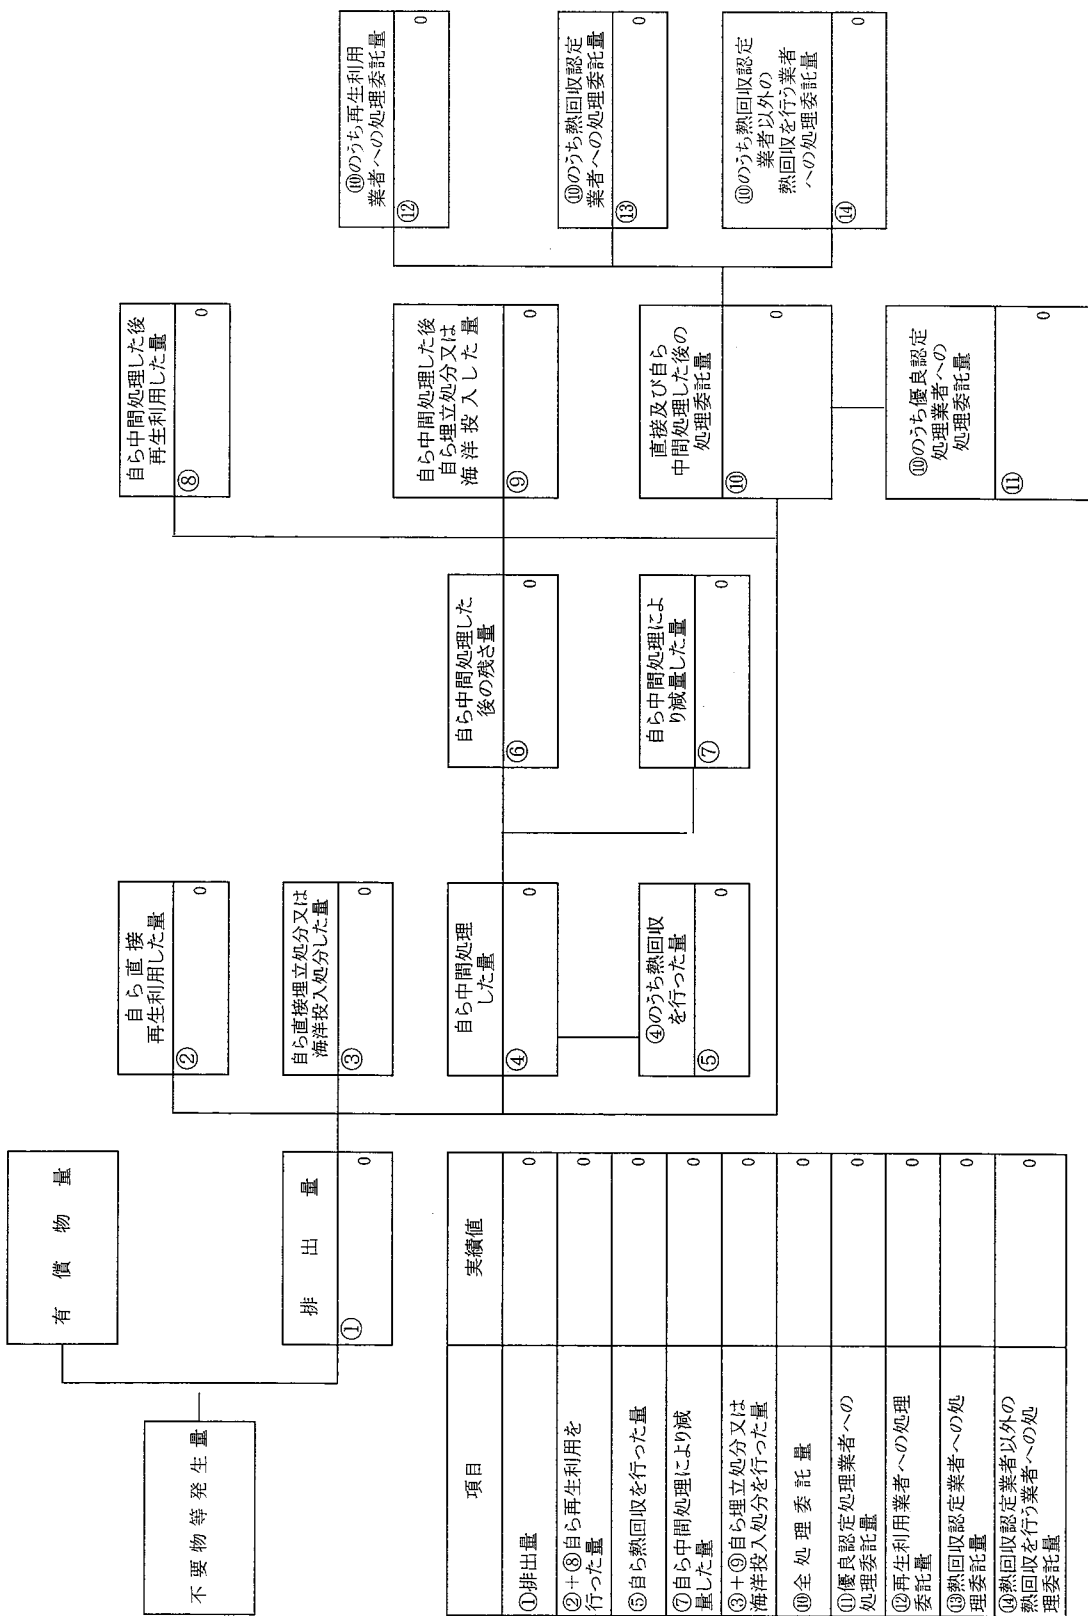 不要物等発生量
有償物量
排出量
①
0
自ら直接
再生利用した量
②
0
自ら直接埋立処分又は
海洋投入処分した量
③
0
自ら中間処理
した量
④
0
④のうち熱回収
を行った量
⑤
0
自ら中間処理した
後の残さ量
⑥
0
自ら中間処理によ
り減量した量
⑦
0
自ら中間処理した後
再生利用した量
⑧
0
自ら中間処理した後
自ら埋立処分又は
海洋投入した量
⑨
0
直接及び自ら
中間処理した後の
処理委託量
⑩
0
⑩のうち優良認定
処理業者への
処理委託量
⑪
0
⑩のうち再生利用
業者への処理委託量
⑫
0
⑩のうち熱回収認定
業者への処理委託量
⑬
0
⑩のうち熱回収認定
業者以外の
熱回収を行う業者
への処理委託量
⑭
0
項目 実績値
①排出量 0
②+⑧自ら再生利用を
行った量 0
⑤自ら熱回収を行った量 0
⑦自ら中間処理により減
量した量 0
③+⑨自ら埋立処分又は
海洋投入処分を行った量 0
⑩全処理委託量 0
⑪優良認定処理業者への
処理委託量 0
⑫再生利用業者への処理
委託量 0
⑬熱回収認定業者への処
理委託量 0
⑭熱回収認定業者以外の
熱回収を行う業者への処
理委託量 0